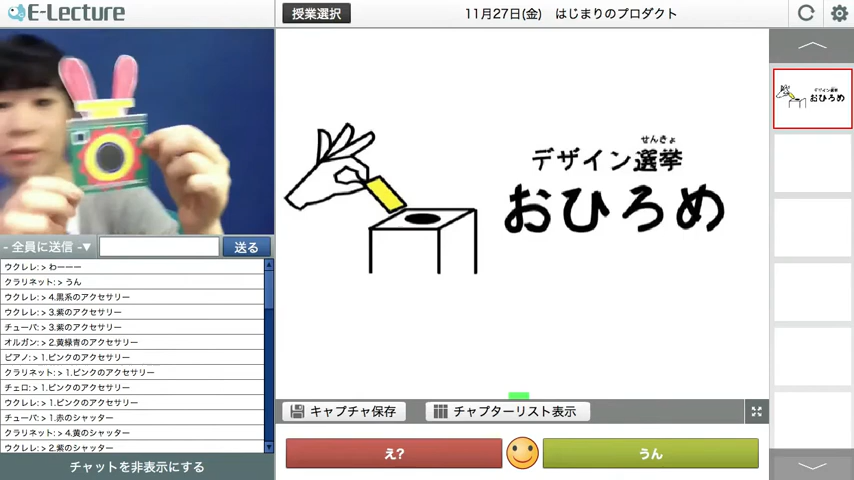 E-Lecture
授業選択
11月27日(金) はじまりのプロダクト
- 全員に送信 -▼
送る
ウクレレ: > わーーー
クラリネット: > うん
ウクレレ: > 4.黒系のアクセサリー
ウクレレ: > 3.紫のアクセサリー
チューバ: > 3.紫のアクセサリー
オルガン: > 2.黄緑青のアクセサリー
ピアノ: > 1.ピンクのアクセサリー
クラリネット: > 1.ピンクのアクセサリー
チェロ: > 1.ピンクのアクセサリー
ウクレレ: > 1.ピンクのアクセサリー
チューバ: > 1.赤のシャッター
クラリネット: > 4.黄のシャッター
ウクレレ: > 2.紫のシャッター
チャットを非表示にする
せんきょ
デザイン選挙
おひろめ
キャプチャ保存
チャプターリスト表示
え?
うん
デザイン選挙
おひろめ